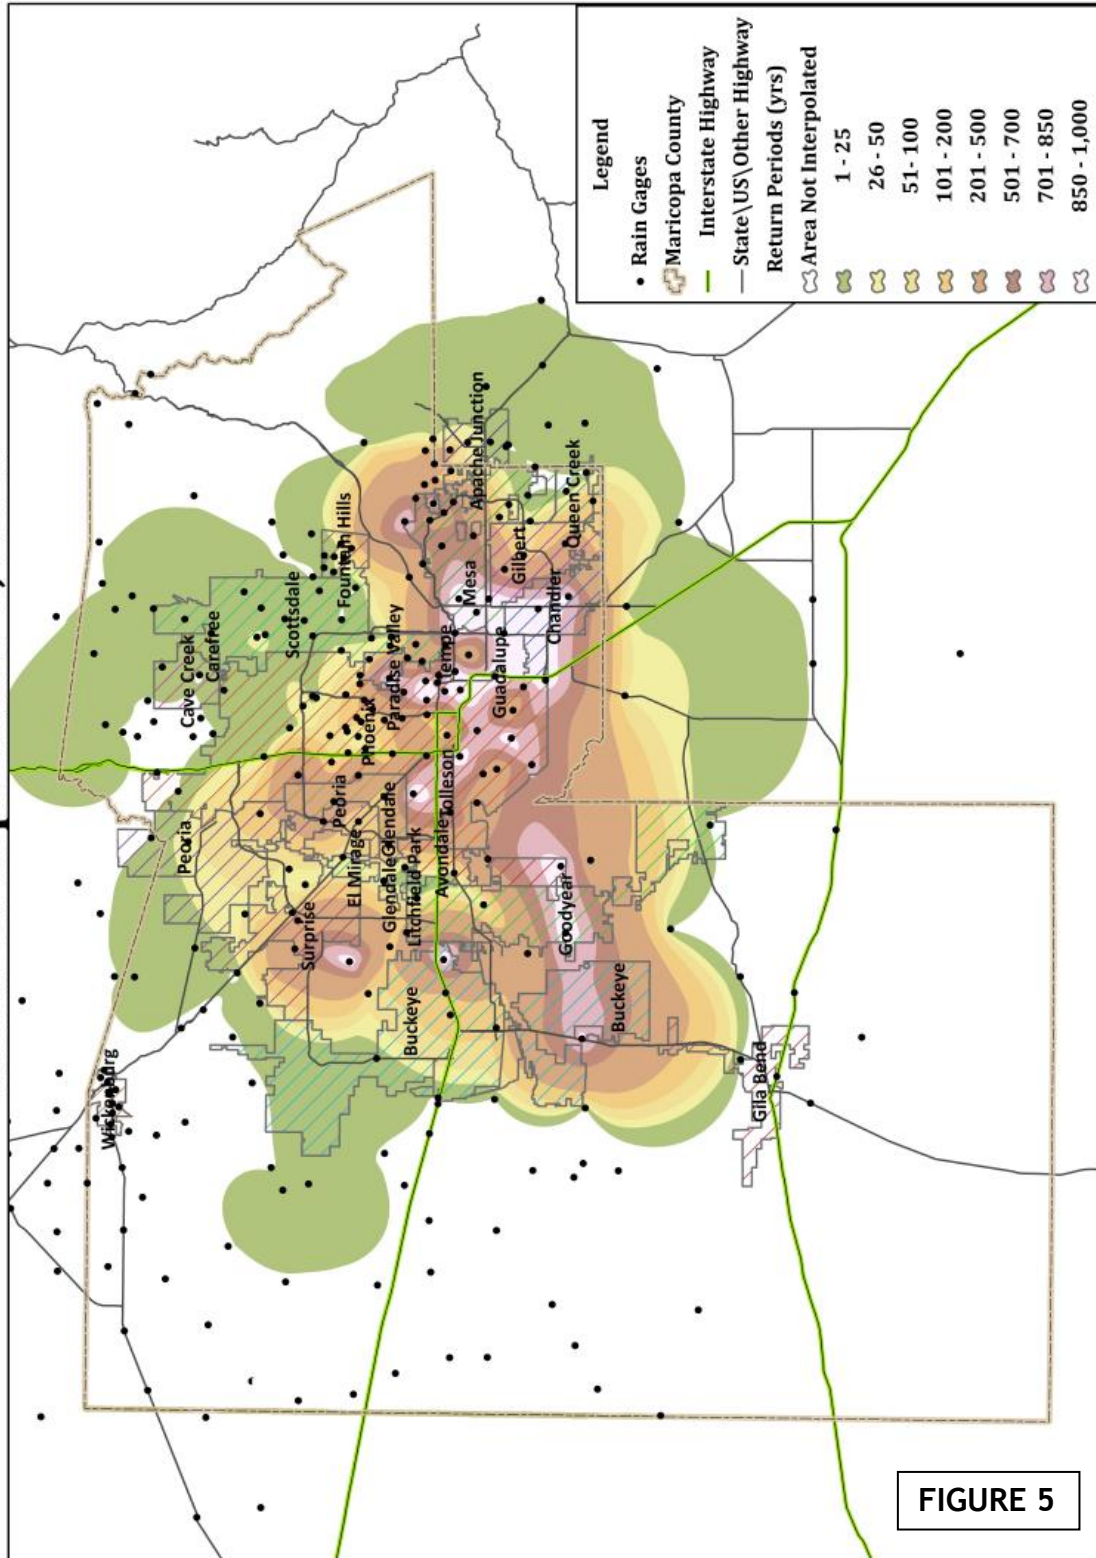 Legend
Rain Gages
Maricopa County
Interstate Highway
State\US\Other Highway
Return Periods (yrs)
Area Not Interpolated
1 - 25
26 - 50
51- 100
101 - 200
201 - 500
501 - 700
701 - 850
850 - 1,000
Wickenburg
Peoria
Cave Creek
Carefree
Scottsdale
Fountain Hills
Surprise
El Mirage
Peoria
Phoenix
Paradise Valley
Glendale
Glendale
Litchfield Park
Avondale
Tolleson
Tempe
Mesa
Apache Junction
Buckeye
Guadalupe
Gilbert
Chandler
Queen Creek
Goodyear
Buckeye
Gila Bend
FIGURE 5